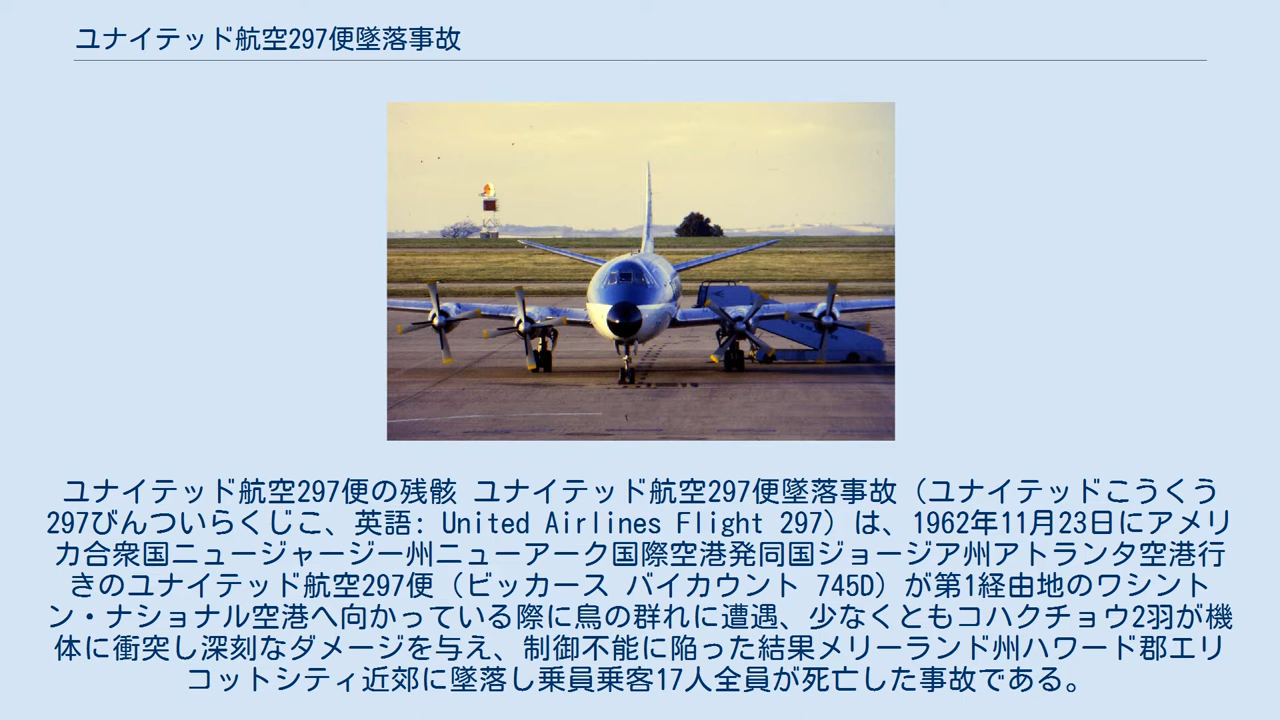 ユナイテッド航空297便墜落事故
ユナイテッド航空297便の残骸 ユナイテッド航空297便墜落事故（ユナイテッドこうくう
297びんついらくじこ、英語: United Airlines Flight 297）は、1962年11月23日にアメリ
カ合衆国ニュージャージー州ニューアーク国際空港発同国ジョージア州アトランタ空港行
きのユナイテッド航空297便（ビッカース バイカウント 745D）が第1経由地のワシント
ン・ナショナル空港へ向かっている際に鳥の群れに遭遇、少なくともコハクチョウ2羽が機
体に衝突し深刻なダメージを与え、制御不能に陥った結果メリーランド州ハワード郡エリ
コットシティ近郊に墜落し乗員乗客17人全員が死亡した事故である。